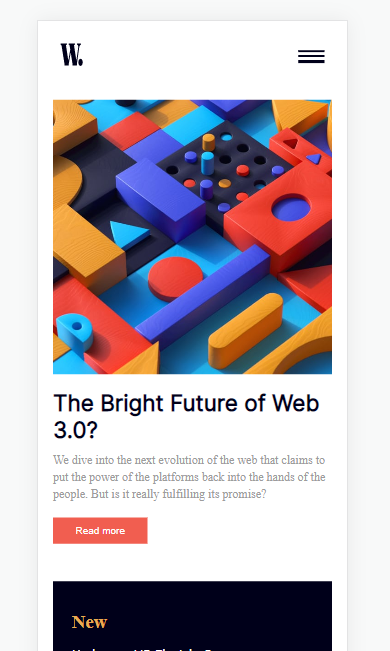 W.
The Bright Future of Web
3.0?
We dive into the next evolution of the web that claims to
put the power of the platforms back into the hands of the
people. But is it really fulfilling its promise?
Read more
New